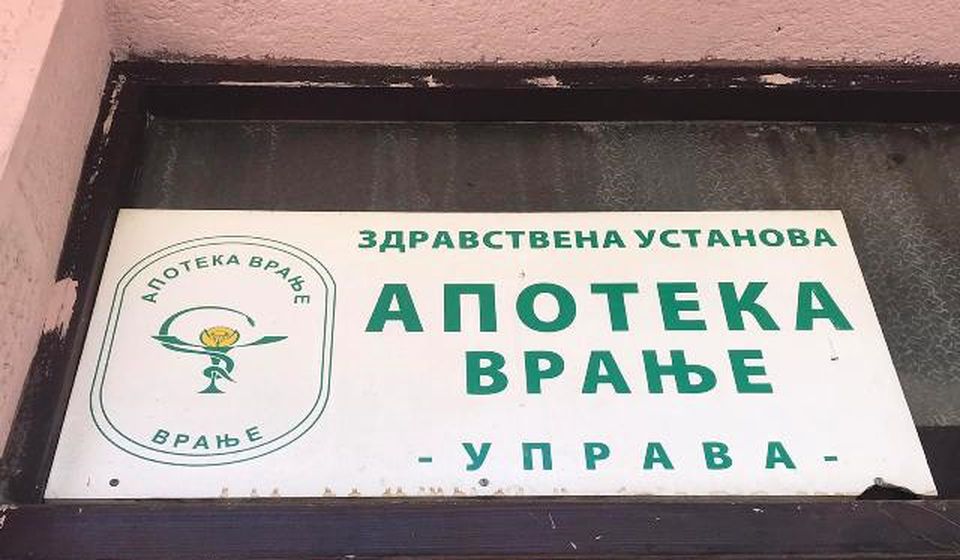 ЗДРАВСТВЕНА УСТАНОВА
АПОТЕКА
ВРАЊЕ
- УПРАВА -
АПОТЕКА ВРАЊЕ
ВРАЊЕ